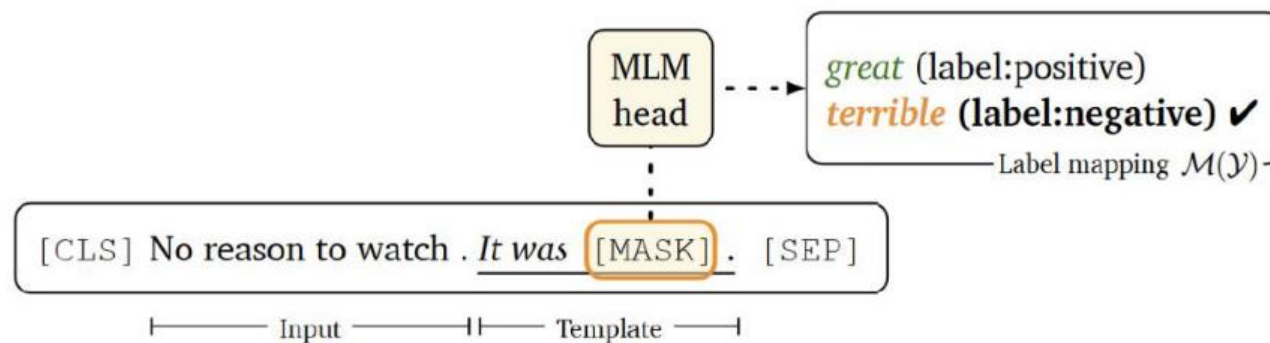 MLM
head
great (label:positive)
terrible (label:negative) ✔
Label mapping M(Y)
[CLS] No reason to watch . It was [MASK] . [SEP]
Input
Template